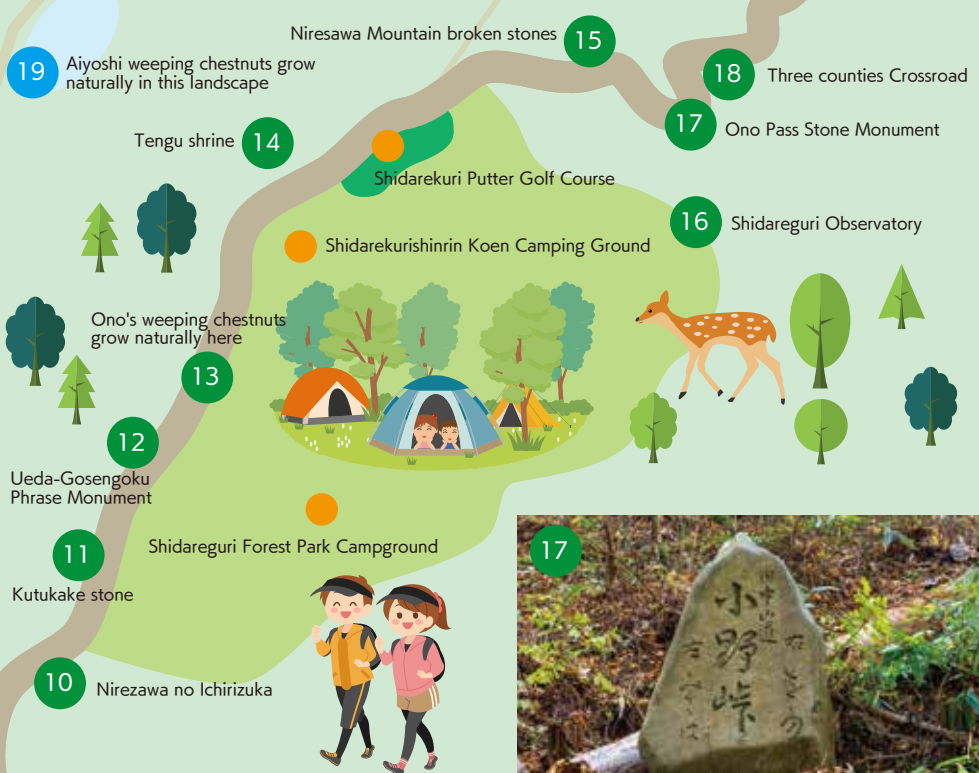 Niresawa Mountain broken stones
15
19
Aiyoshi weeping chestnuts grow
naturally in this landscape
18
Three counties Crossroad
17
Ono Pass Stone Monument
Tengu shrine
14
Shidarekuri Putter Golf Course
16
Shidareguri Observatory
Shidarekurishinrin Koen Camping Ground
Ono's weeping chestnuts
grow naturally here
13
12
Ueda-Gosengoku
Phrase Monument
11
Kutukake stone
Shidareguri Forest Park Campground
10
Nirezawa no Ichirizuka
17
小野峠